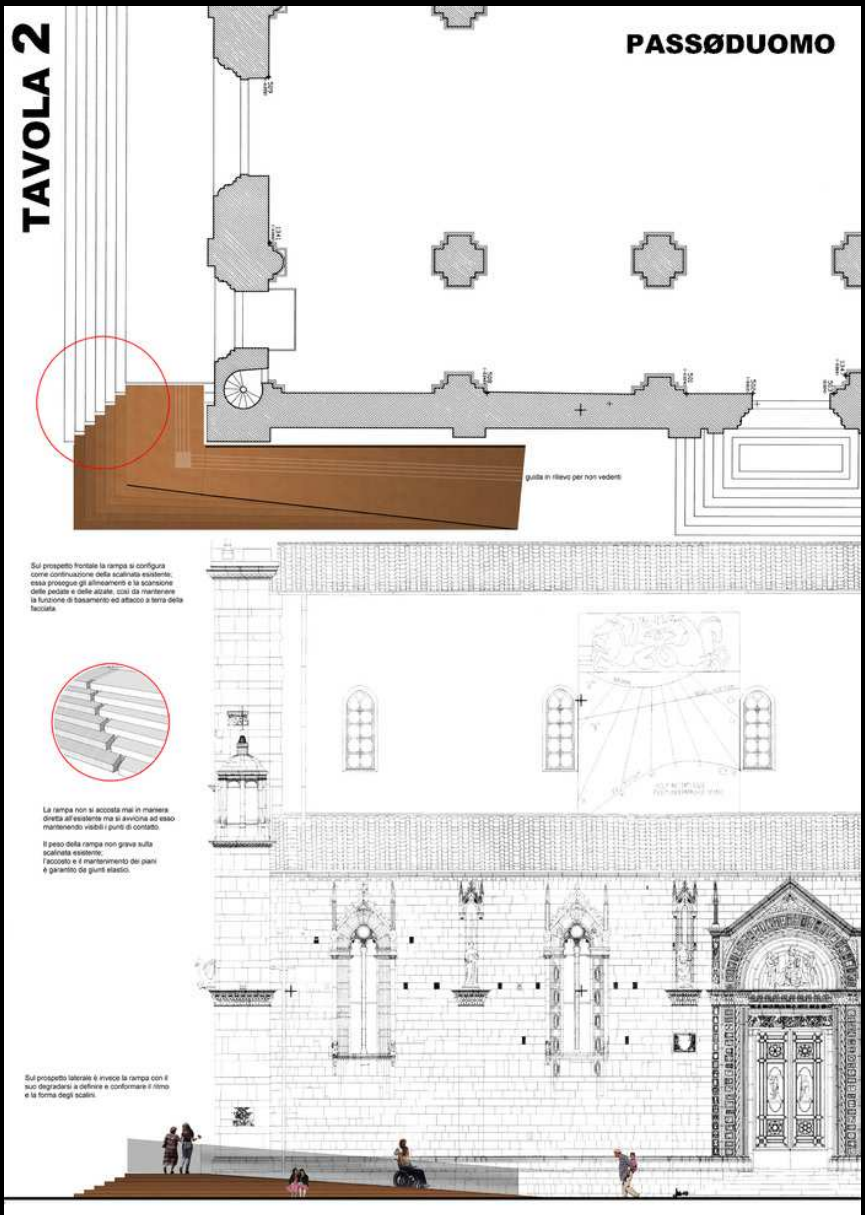 TAVOLA 2
PASSØDUOMO
guida in rilievo per non vedenti
Sul prospetto frontale la rampa si configura
come continuazione della scalinata esistente;
essa prosegue gli allineamenti e la scansione
delle pedate e delle alzate, così da mantenere
la funzione di basamento ed attacco a terra della
facciata.
La rampa non si accosta mai in maniera
diretta all'esistente ma si avvicina ad esso
mantenendo visibili i punti di contatto.
Il peso della rampa non grava sulla
scalinata esistente;
l'accosto e il mantenimento dei piani
è garantito da giunti elastici.
Sul prospetto laterale è invece la rampa con il
suo degradarsi a definire e conformare il ritmo
e la forma degli scalini.